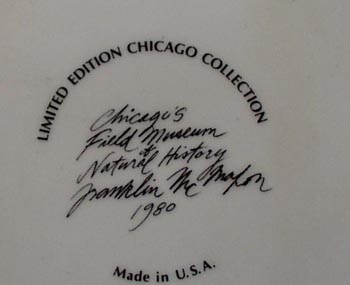 LIMITED EDITION CHICAGO COLLECTION
Chicago's
Field Museum
of
Natural History
Franklin McMahon
1980
Made in U.S.A.